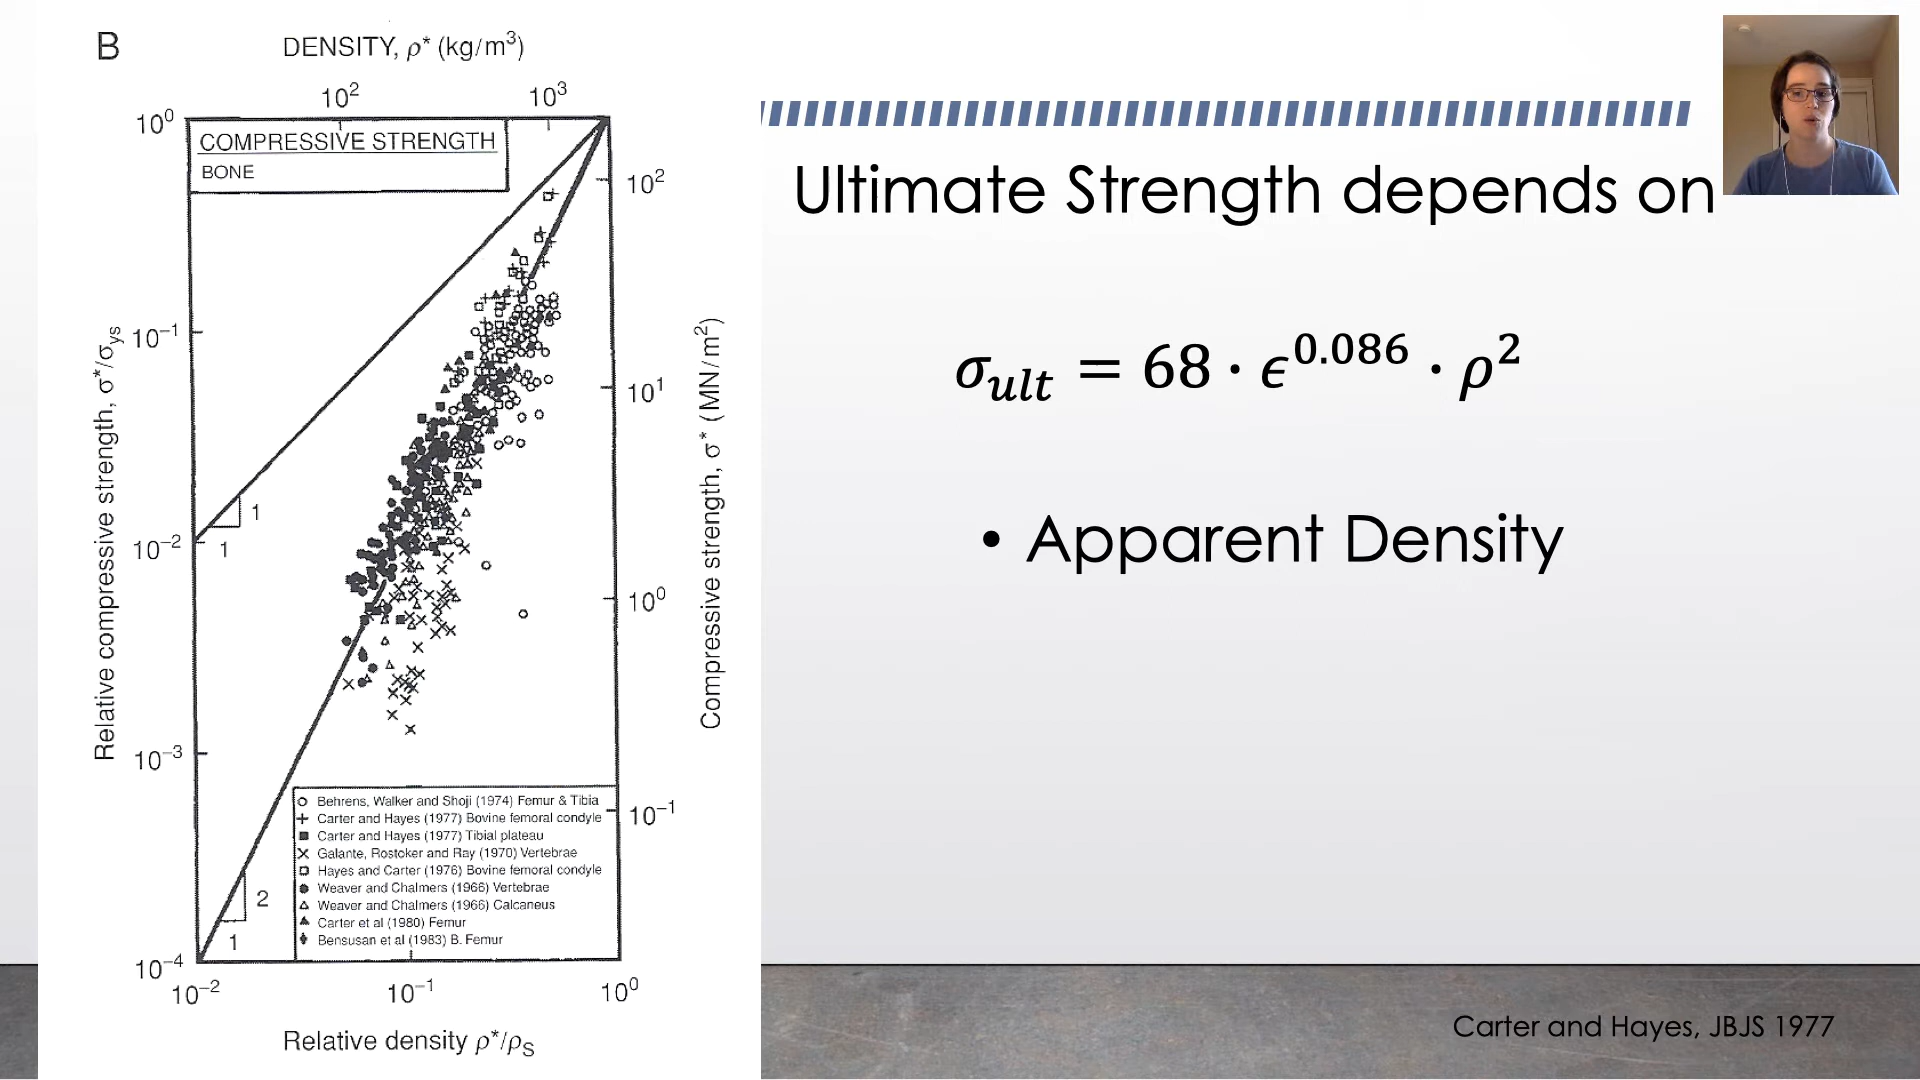 B
DENSITY, ρ* (kg/m³)
10² 10³
10⁰
COMPRESSIVE STRENGTH
BONE
10²
10⁻¹
10¹
Relative compressive strength, σ*/σys
Compressive strength, σ* (MN/m²)
1
1
10⁻²
10⁰
10⁻³
10⁻¹
Behrens, Walker and Shoji (1974) Femur & Tibia
Carter and Hayes (1977) Bovine femoral condyle
Carter and Hayes (1977) Tibial plateau
Galante, Rostoker and Ray (1970) Vertebrae
Hayes and Carter (1976) Bovine femoral condyle
Weaver and Chalmers (1966) Vertebrae
Weaver and Chalmers (1966) Calcaneus
Carter et al (1980) Femur
Bensusan et al (1983) B. Femur
2
1
10⁻⁴
10⁻² 10⁻¹ 10⁰
Relative density ρ*/ρS
Ultimate Strength depends on
σult = 68 · ϵ^0.086 · ρ²
• Apparent Density
Carter and Hayes, JBJS 1977